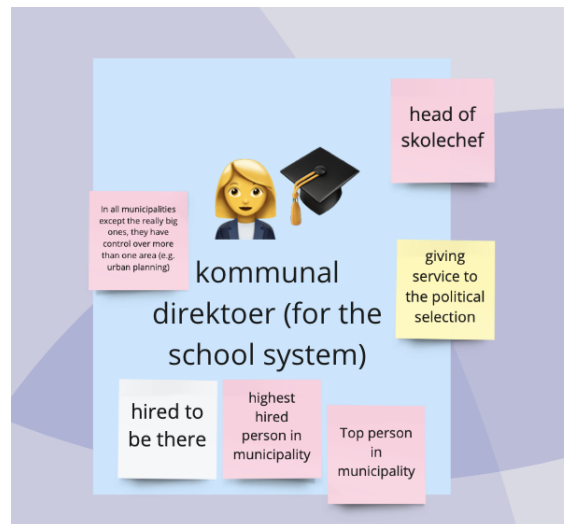 head of
skolechef
In all municipalities
except the really big
ones, they have
control over more
than one area (e.g.
urban planning)
giving
service to
the political
selection
kommunal
direktoer (for the
school system)
hired to
be there
highest
hired
person in
municipality
Top person
in
municipality